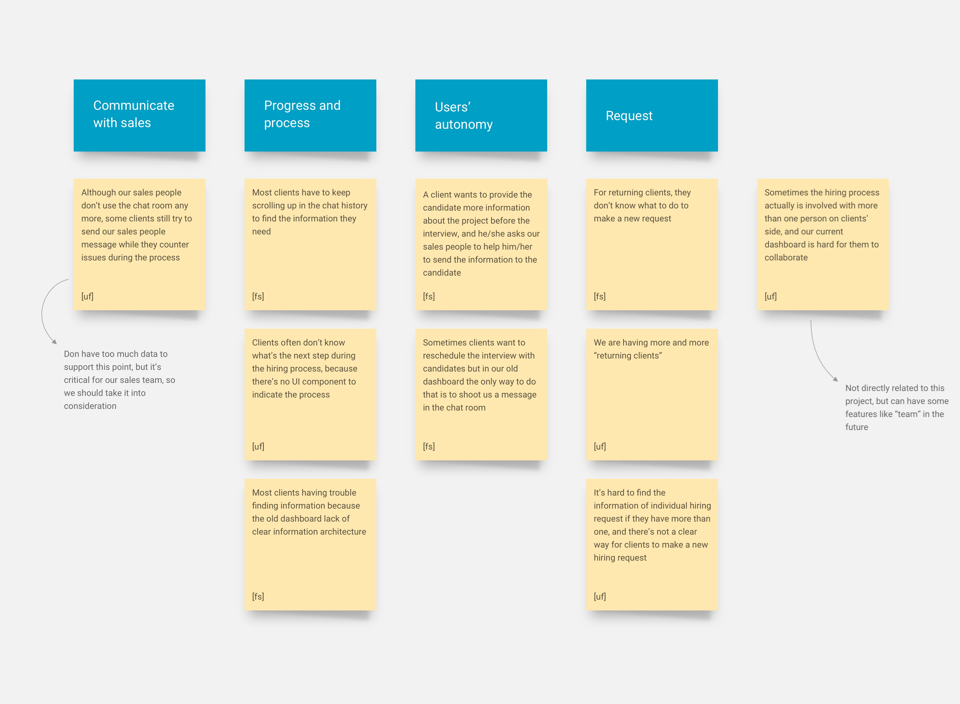 Communicate
with sales
Progress and
process
Users’
autonomy
Request
Although our sales people
don’t use the chat room any
more, some clients still try to
send our sales people
message while they counter
issues during the process
[uf]
Don have too much data to
support this point, but it’s
critical for our sales team, so
we should take it into
consideration
Most clients have to keep
scrolling up in the chat history
to find the information they
need
[fs]
Clients often don’t know
what’s the next step during
the hiring process, because
there’s no UI component to
indicate the process
[uf]
Most clients having trouble
finding information because
the old dashboard lack of
clear information architecture
[fs]
A client wants to provide the
candidate more information
about the project before the
interview, and he/she asks our
sales people to help him/her
to send the information to the
candidate
[fs]
Sometimes clients want to
reschedule the interview with
candidates but in our old
dashboard the only way to do
that is to shoot us a message
in the chat room
[fs]
For returning clients, they
don’t know what to do to
make a new request
[fs]
We are having more and more
“returning clients”
[uf]
It’s hard to find the
information of individual hiring
request if they have more than
one, and there’s not a clear
way for clients to make a new
hiring request
[uf]
Sometimes the hiring process
actually is involved with more
than one person on clients’
side, and our current
dashboard is hard for them to
collaborate
[uf]
Not directly related to this
project, but can have some
features like “team” in the
future